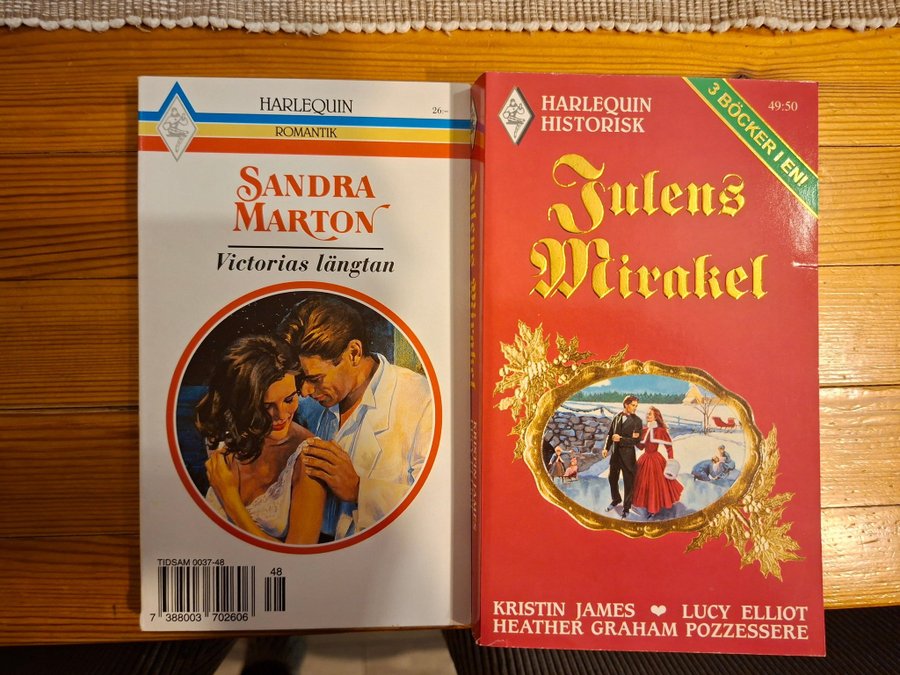 HARLEQUIN
26:–
ROMANTIK
SANDRA
MARTON
Victorias längtan
TIDSAM 0037-48
48
7 388003 702606
HARLEQUIN
HISTORISK
3 BÖCKER I EN!
49:50
Julens
Mirakel
KRISTIN JAMES ♥ LUCY ELLIOT
HEATHER GRAHAM POZZESSERE